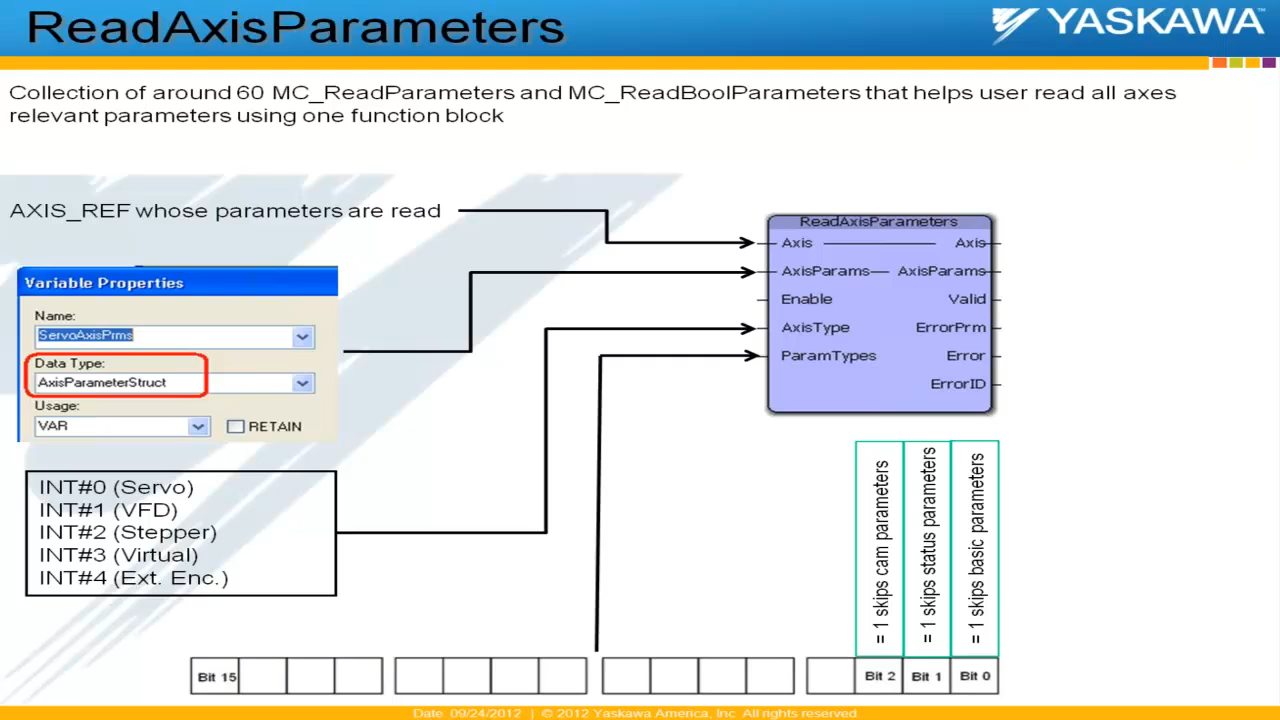 ReadAxisParameters
YASKAWA™
Collection of around 60 MC_ReadParameters and MC_ReadBoolParameters that helps user read all axes
relevant parameters using one function block
AXIS_REF whose parameters are read
Variable Properties
Name:
ServoAxisPrms
Data Type:
AxisParameterStruct
Usage:
VAR
RETAIN
INT#0 (Servo)
INT#1 (VFD)
INT#2 (Stepper)
INT#3 (Virtual)
INT#4 (Ext. Enc.)
ReadAxisParameters
Axis Axis
AxisParams AxisParams
Enable Valid
AxisType ErrorPrm
ParamTypes Error
ErrorID
= 1 skips cam parameters
= 1 skips status parameters
= 1 skips basic parameters
Bit 15 Bit 2 Bit 1 Bit 0
Date: 09/24/2012 | © 2012 Yaskawa America, Inc. All rights reserved